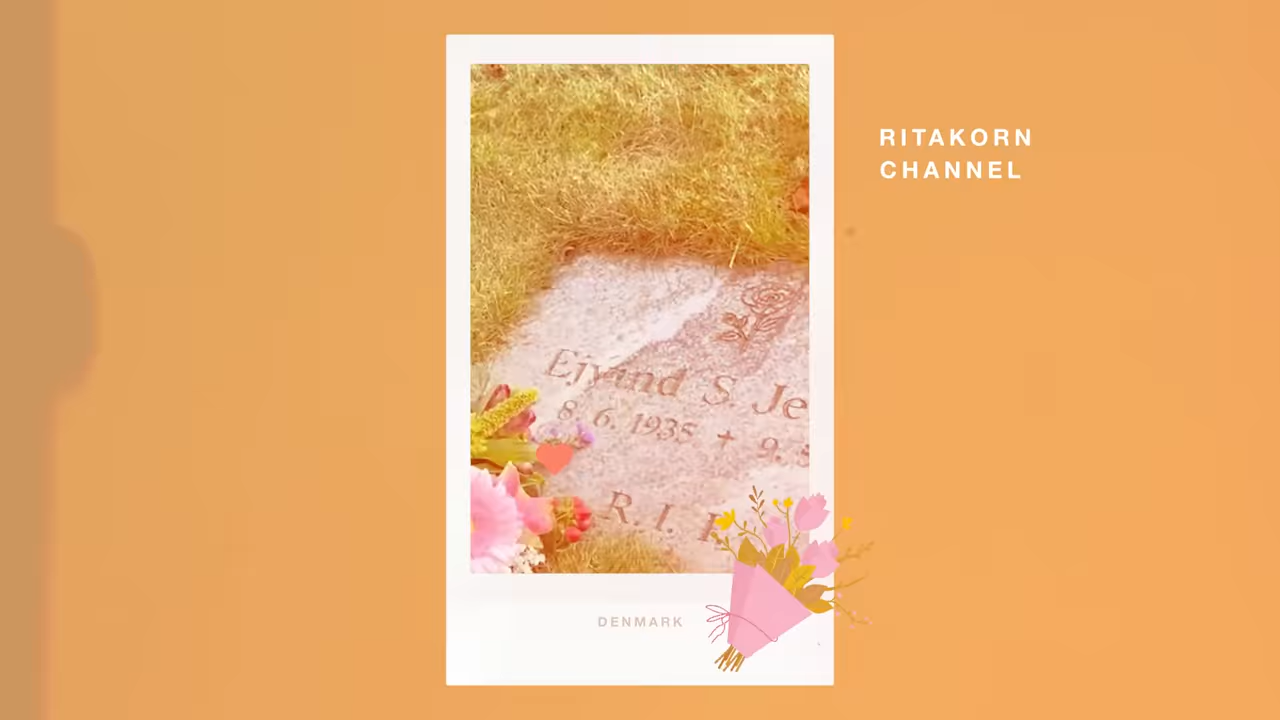 RITAKORN
CHANNEL
Ejvind S Je
8. 6. 1935 + 9. 
R. I.
DENMARK